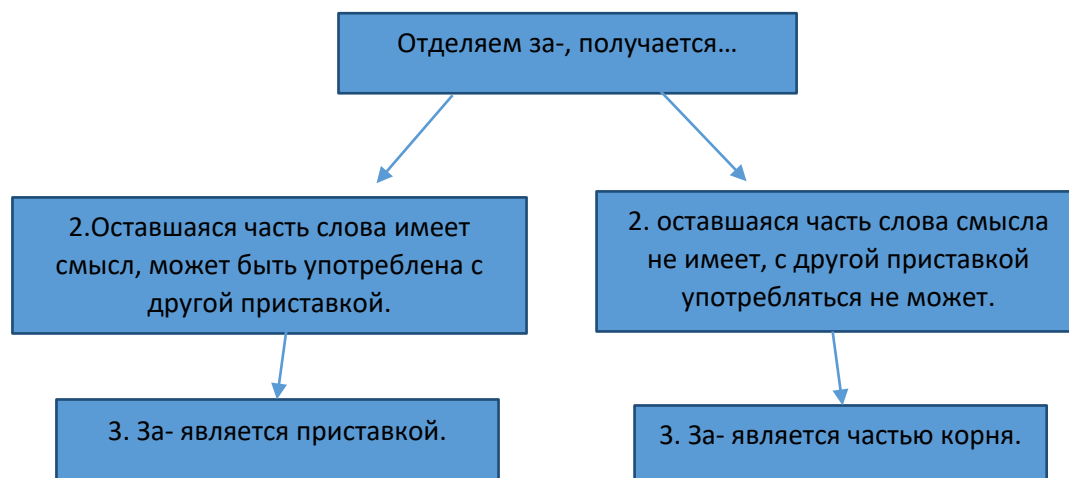 Отделяем за-, получается…
2.Оставшаяся часть слова имеет
смысл, может быть употреблена с
другой приставкой.
2. оставшаяся часть слова смысла
не имеет, с другой приставкой
употребляться не может.
3. За- является приставкой.
3. За- является частью корня.